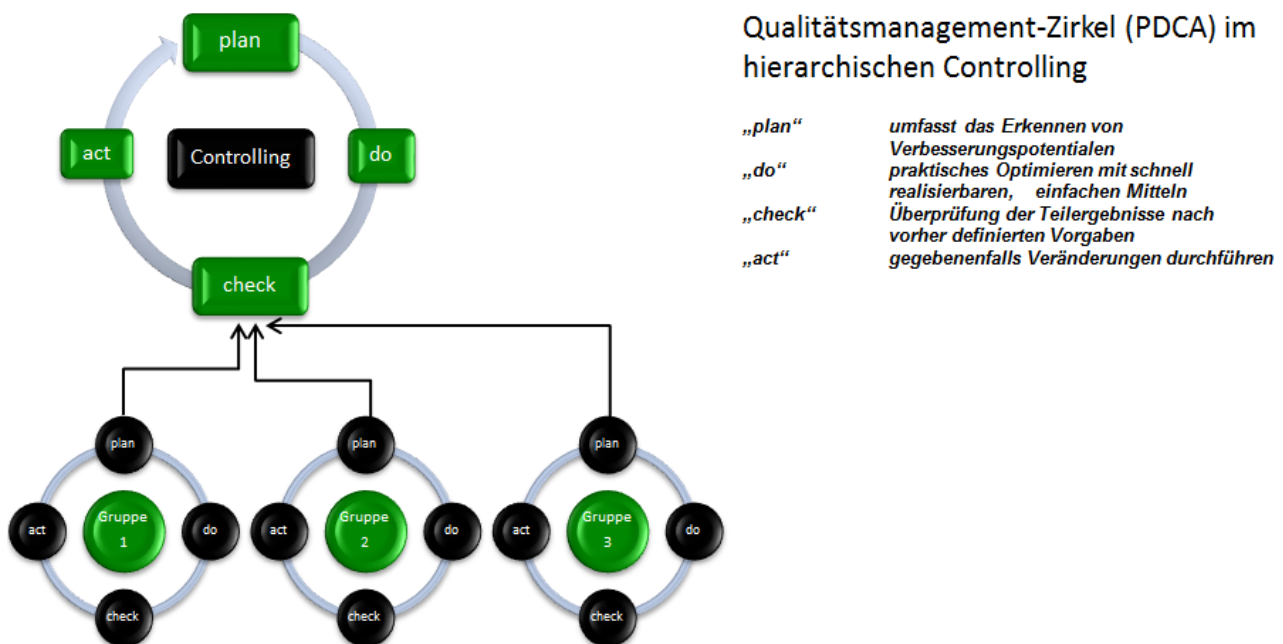 plan
act
Controlling
do
check
Qualitätsmanagement-Zirkel (PDCA) im
hierarchischen Controlling
„plan“ umfasst das Erkennen von
Verbesserungspotentialen
„do“ praktisches Optimieren mit schnell
realisierbaren, einfachen Mitteln
„check“ Überprüfung der Teilergebnisse nach
vorher definierten Vorgaben
„act“ gegebenenfalls Veränderungen durchführen
plan
act
Gruppe
1
do
check
plan
act
Gruppe
2
do
check
plan
act
Gruppe
3
do
check